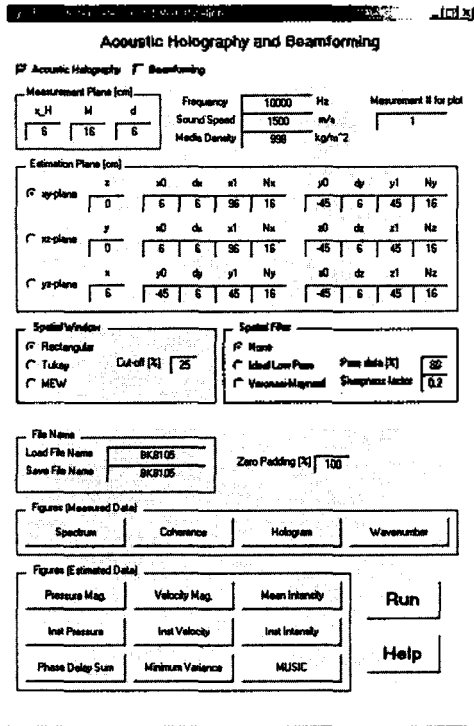 Acoustic Holography and Beamforming
Acoustic Holography Beamforming
Measurement Plane [cm]
x_H M d
6 16 6
Frequency 10000 Hz
Sound Speed 1500 m/s
Media Density 998 kg/m^2
Mesurement # for plot
1
Estimation Plane [cm]
z x0 dx x1 Nx y0 dy y1 Ny
xy-plane 0 6 6 96 16 -45 6 45 16
y x0 dx x1 Nx z0 dz z1 Nz
xz-plane 0 6 6 96 16 -45 6 45 16
x y0 dy y1 Ny z0 dz z1 Nz
yz-plane 6 -45 6 45 16 -45 6 45 16
Spatial Window
Rectangular
Tukey
MEW
Cut-off [%] 25
Spatial Filter
None
Ideal Low Pass
Veronesi-Maynard
Pass data [%] 80
Sharpness factor 0.2
File Name
Load File Name BK8105
Save File Name BK8105
Zero Padding [%] 100
Figures [Measured Data]
Spectrum Coherence Hologram Wavenumber
Figures [Estimated Data]
Pressure Mag. Velocity Mag. Mean Intensity
Inst Pressure Inst Velocity Inst Intensity
Phase Delay Sum Minimum Variance MUSIC
Run
Help